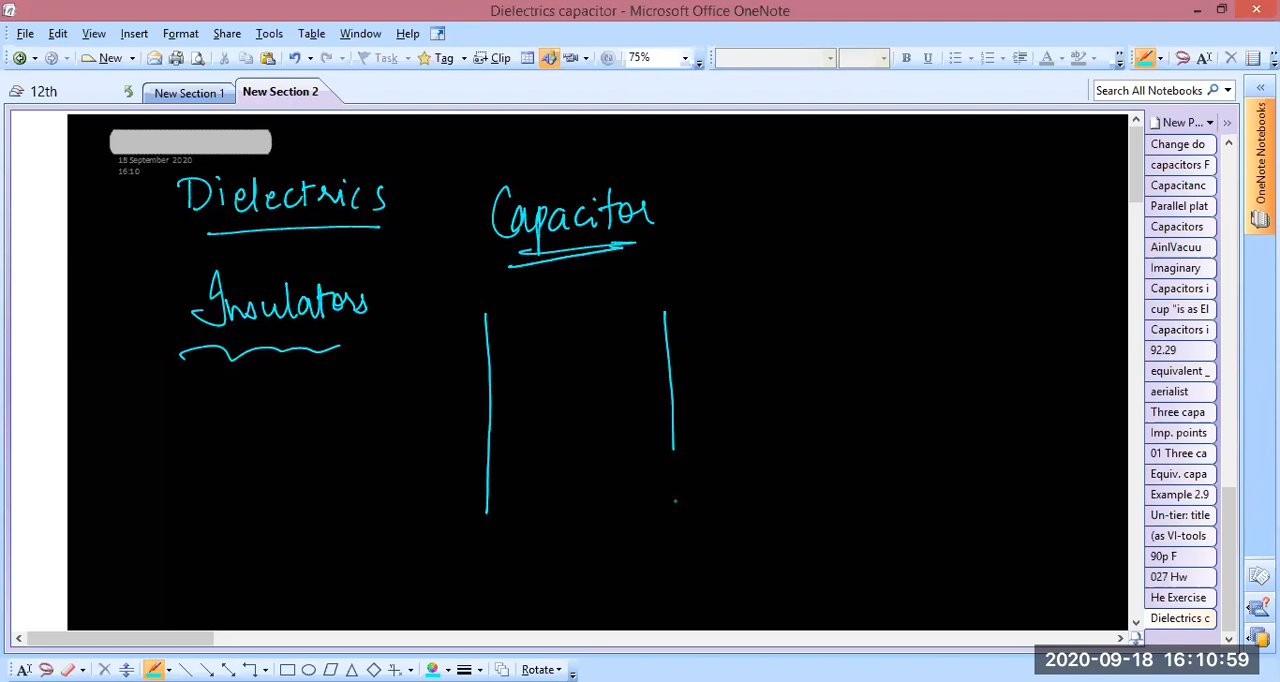 Dielectrics capacitor - Microsoft Office OneNote
File Edit View Insert Format Share Tools Table Window Help
New Task Tag Clip 75% B U
12th New Section 1 New Section 2 Search All Notebooks
New P...
18 September 2020
16:10
Dielectrics
Capacitor
Insulators
Change do
capacitors F
Capacitanc
Parallel plat
Capacitors
AinlVacuu
Imaginary
Capacitors i
cup "is as El
Capacitors i
92.29
equivalent _
aerialist
Three capa
Imp. points
01 Three ca
Equiv. capa
Example 2.9
Un-tier: title
(as VI-tools
90p F
027 Hw
He Exercise
Dielectrics c
OneNote Notebooks
2020-09-18 16:10:59
Rotate